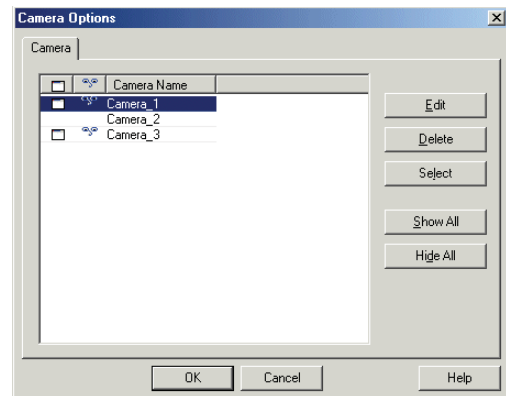 Camera Options
Camera
Camera Name
Camera_1
Camera_2
Camera_3
Edit
Delete
Select
Show All
Hide All
OK
Cancel
Help